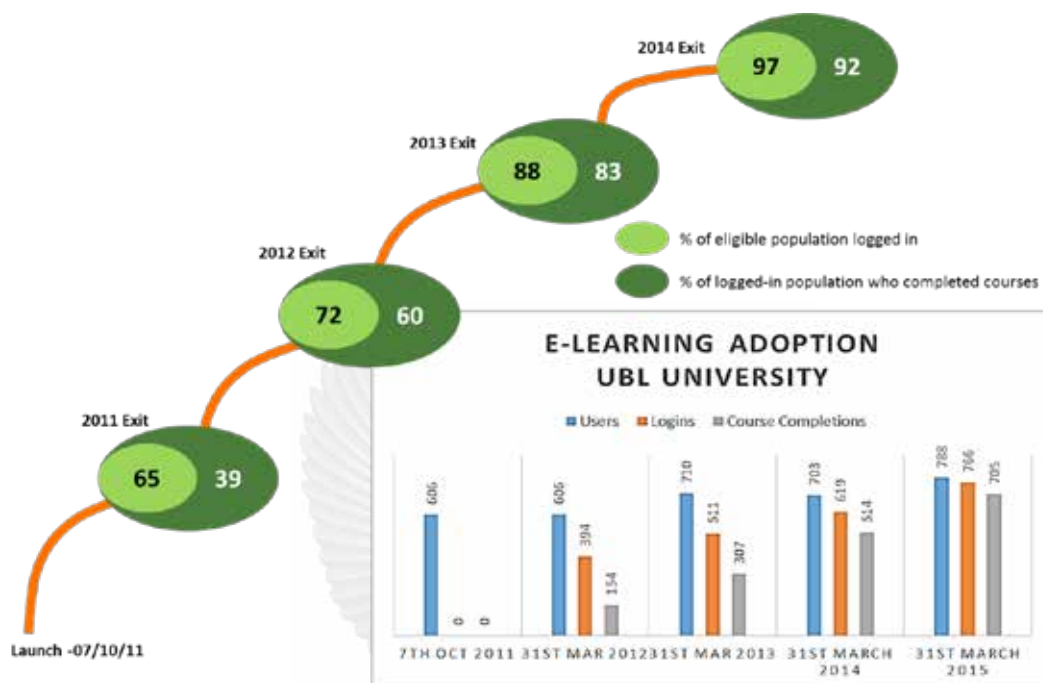 2014 Exit
97 92
2013 Exit
88 83
% of eligible population logged in
2012 Exit
% of logged-in population who completed courses
72 60
E-LEARNING ADOPTION
UBL UNIVERSITY
2011 Exit
Users Logins Course Completions
65 39
606 0 0
606 394 154
710 511 307
703 619 514
788 766 705
Launch -07/10/11
7TH OCT 2011 31ST MAR 2012 31ST MAR 2013 31ST MARCH 31ST MARCH
2014 2015